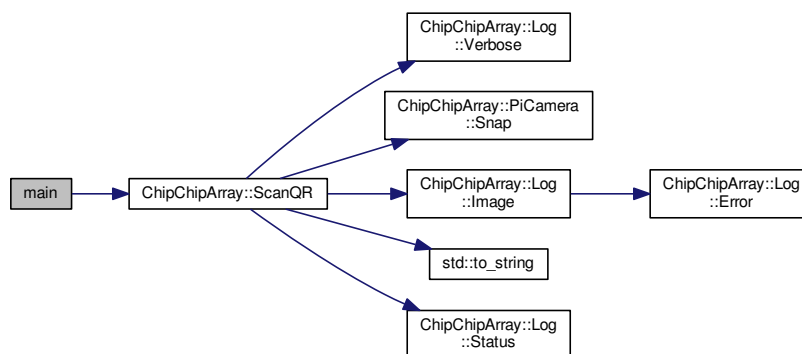 main
ChipChipArray::ScanQR
ChipChipArray::Log
::Verbose
ChipChipArray::PiCamera
::Snap
ChipChipArray::Log
::Image
std::to_string
ChipChipArray::Log
::Status
ChipChipArray::Log
::Error